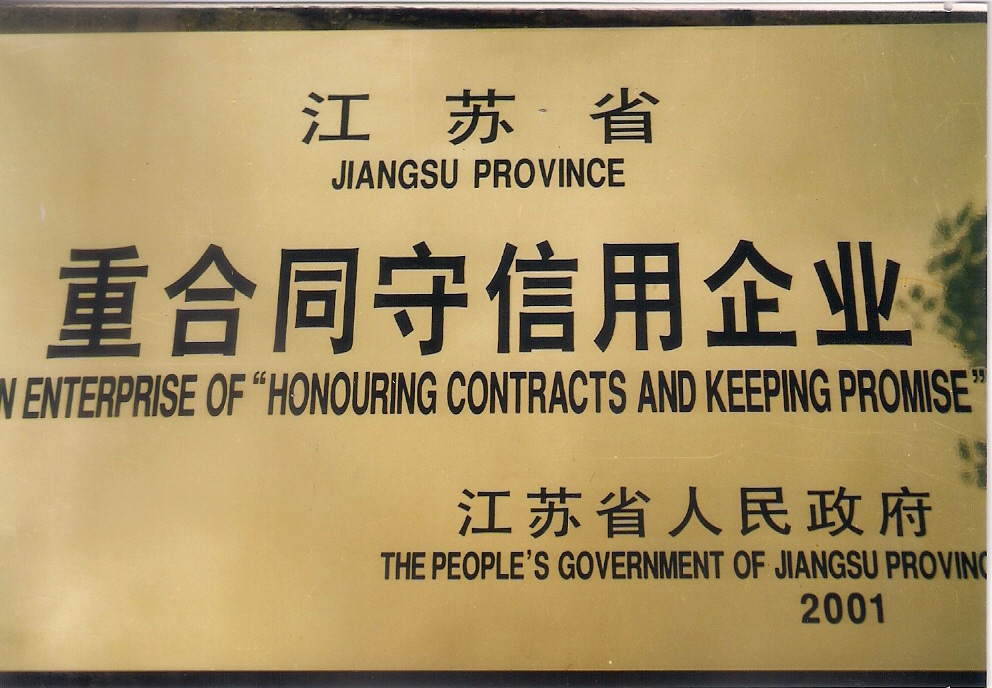 江苏省
JIANGSU PROVINCE
重合同守信用企业
N ENTERPRISE OF “HONOURING CONTRACTS AND KEEPING PROMISE”
江苏省人民政府
THE PEOPLE’S GOVERNMENT OF JIANGSU PROVINC
2001